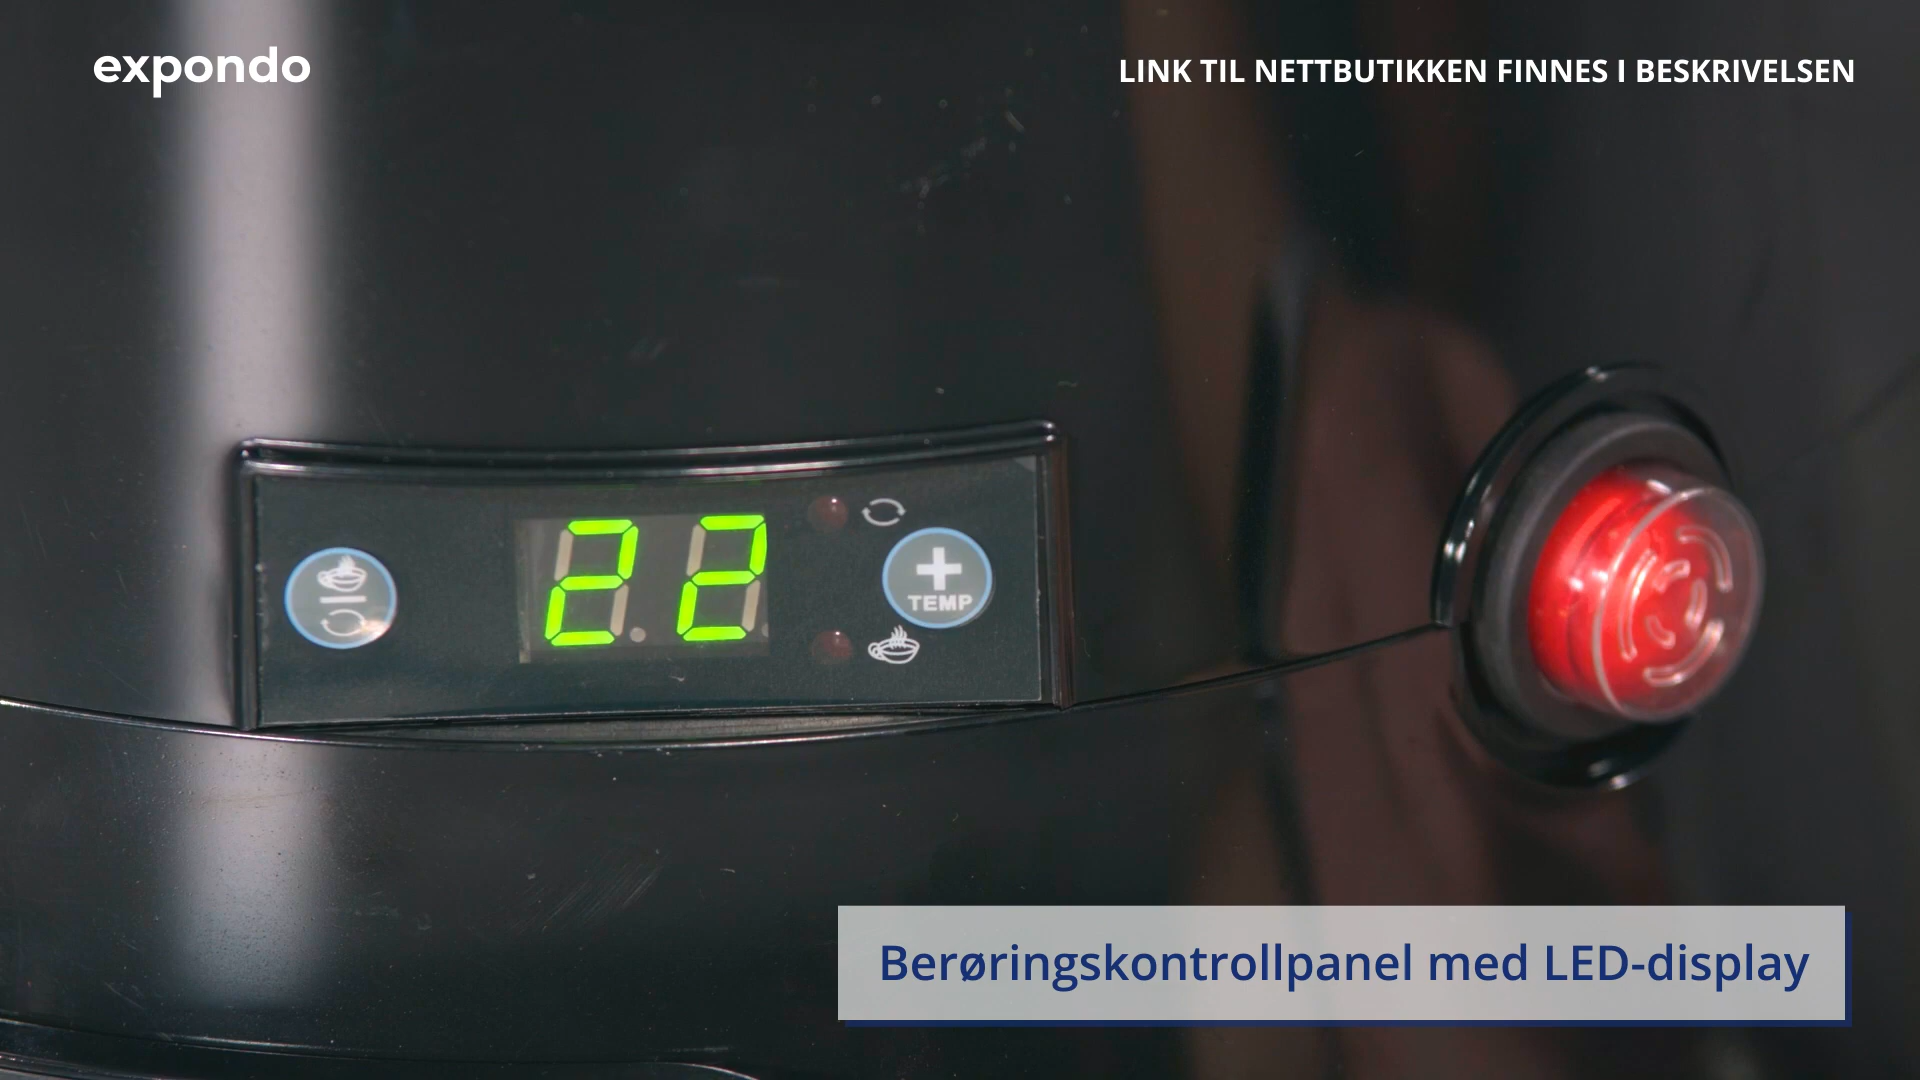 expondo
LINK TIL NETTBUTIKKEN FINNES I BESKRIVELSEN
22
TEMP
Berøringskontrollpanel med LED-display